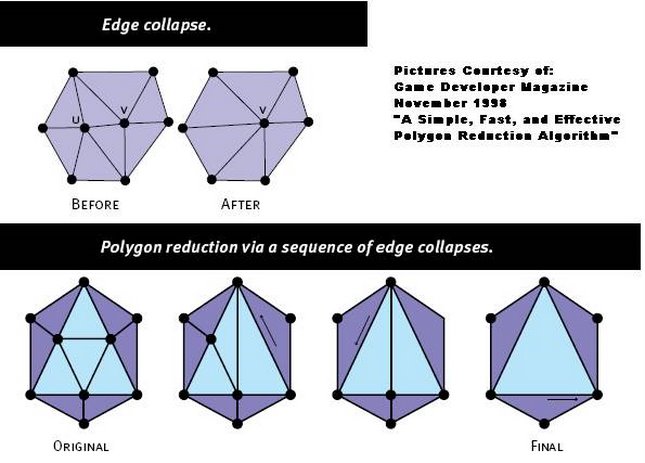 Edge collapse.
Pictures Courtesy of:
Game Developer Magazine
November 1998
"A Simple, Fast, and Effective
Polygon Reduction Algorithm"
U
V
V
BEFORE
AFTER
Polygon reduction via a sequence of edge collapses.
ORIGINAL
FINAL